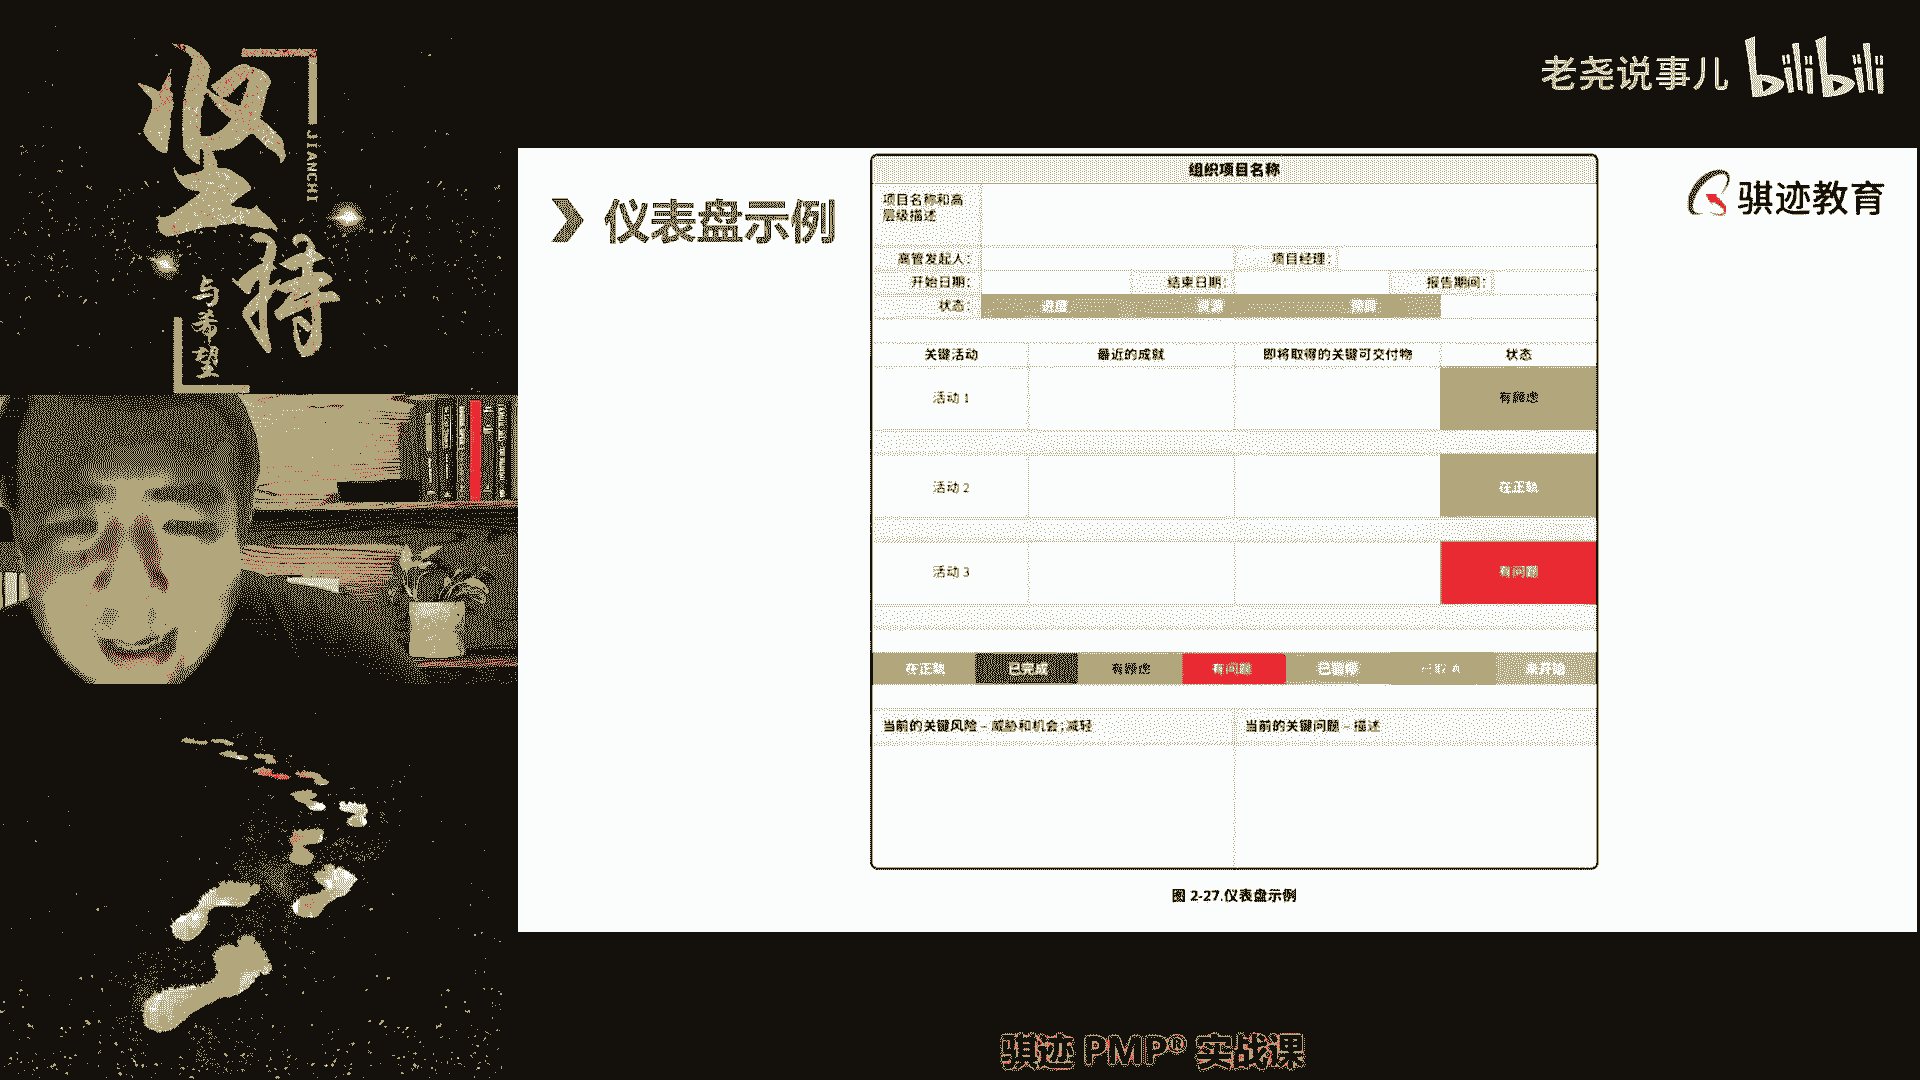 坚持
JIANCHI
与希望
老尧说事儿 bilibili
仪表盘示例
骐迹教育
组织项目名称
项目名称和高
层级描述
高管发起人:
项目经理:
开始日期:
结束日期:
报告期间:
状态:
进度
资源
预算
关键活动
最近的成就
即将取得的关键可交付物
状态
活动 1
有顾虑
活动 2
在正轨
活动 3
有问题
在正轨
已完成
有顾虑
有问题
已暂停
未开始
当前的关键风险 – 威胁和机会;减轻
当前的关键问题 – 描述
图 2-27.仪表盘示例
骐迹 PMP® 实战课